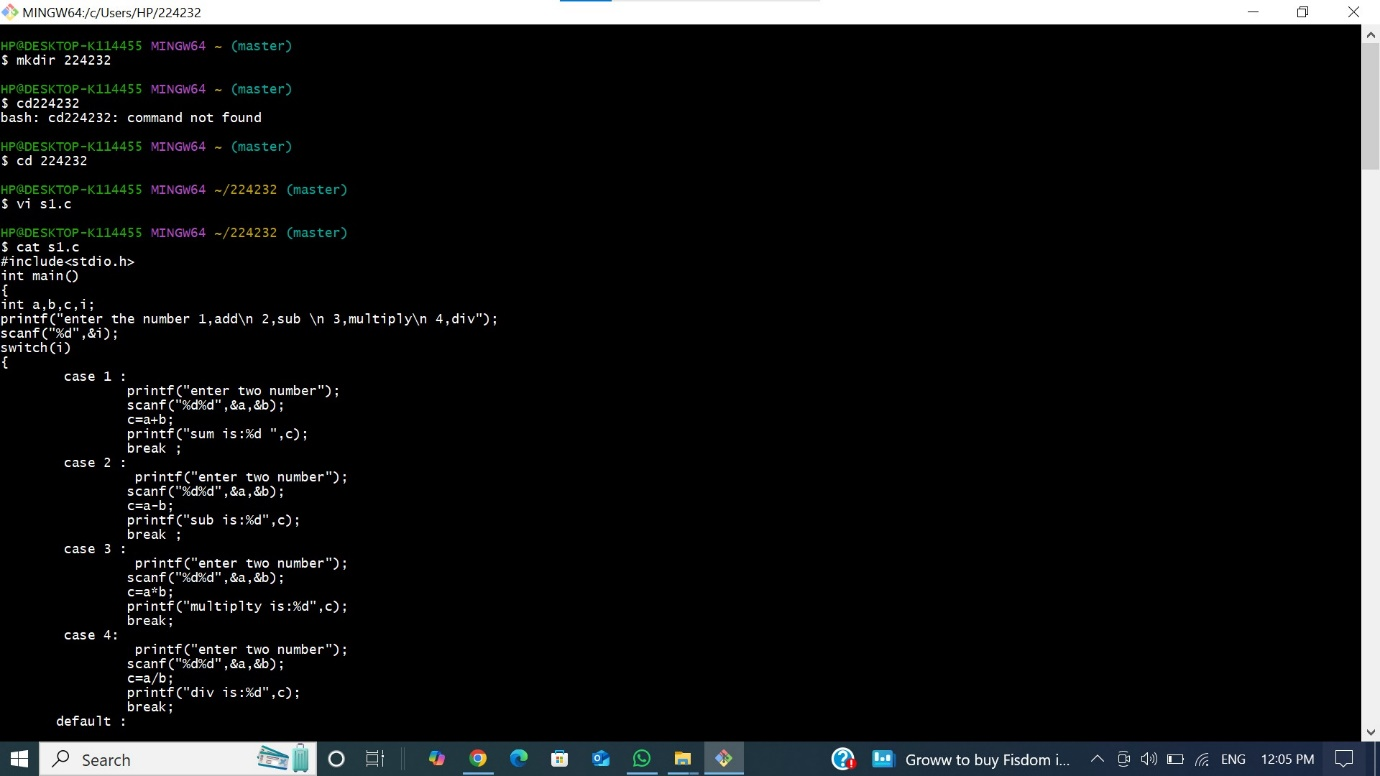 MINGW64:/c/Users/HP/224232
HP@DESKTOP-K114455 MINGW64 ~ (master)
$ mkdir 224232
HP@DESKTOP-K114455 MINGW64 ~ (master)
$ cd224232
bash: cd224232: command not found
HP@DESKTOP-K114455 MINGW64 ~ (master)
$ cd 224232
HP@DESKTOP-K114455 MINGW64 ~/224232 (master)
$ vi s1.c
HP@DESKTOP-K114455 MINGW64 ~/224232 (master)
$ cat s1.c
#include<stdio.h>
int main()
{
int a,b,c,i;
printf("enter the number 1,add\n 2,sub \n 3,multiply\n 4,div");
scanf("%d",&i);
switch(i)
{
case 1 :
printf("enter two number");
scanf("%d%d",&a,&b);
c=a+b;
printf("sum is:%d ",c);
break ;
case 2 :
printf("enter two number");
scanf("%d%d",&a,&b);
c=a-b;
printf("sub is:%d",c);
break ;
case 3 :
printf("enter two number");
scanf("%d%d",&a,&b);
c=a*b;
printf("multiplty is:%d",c);
break;
case 4:
printf("enter two number");
scanf("%d%d",&a,&b);
c=a/b;
printf("div is:%d",c);
break;
default :
Search
Groww to buy Fisdom i...
ENG
12:05 PM